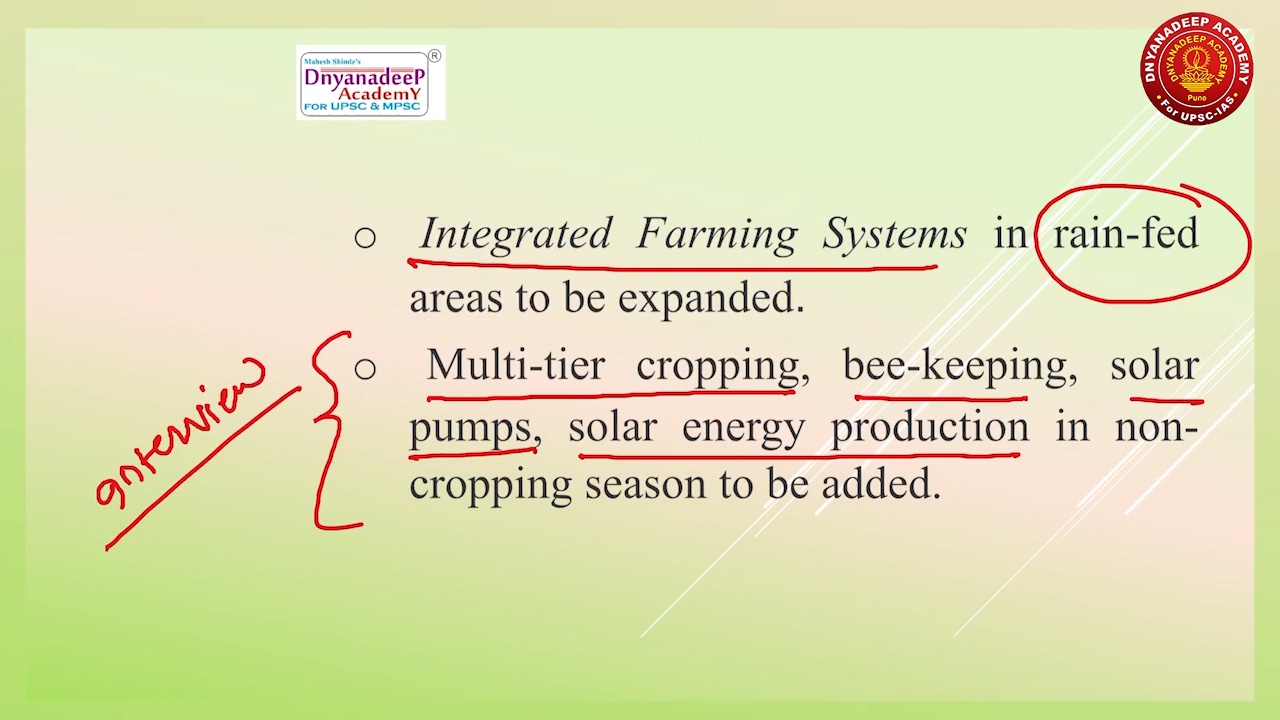 Mahesh Shinde's
DnyanadeeP
AcademY
FOR UPSC & MPSC
®
DNYANADEEP ACADEMY
DNYANADEEP ACADEMY
Pune
• For UPSC-IAS •
o Integrated Farming Systems in rain-fed
areas to be expanded.
o Multi-tier cropping, bee-keeping, solar
pumps, solar energy production in non-
cropping season to be added.
Interview